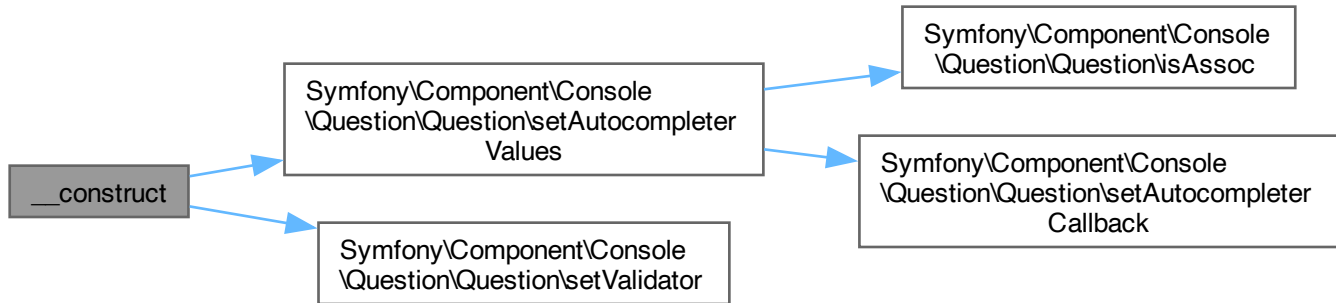 __construct
Symfony\Component\Console
\Question\Question\setAutocompleter
Values
Symfony\Component\Console
\Question\Question\setValidator
Symfony\Component\Console
\Question\Question\isAssoc
Symfony\Component\Console
\Question\Question\setAutocompleter
Callback